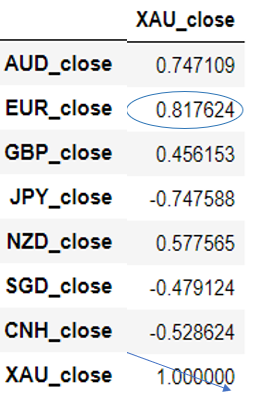 XAU_close
AUD_close 0.747109
EUR_close 0.817624
GBP_close 0.456153
JPY_close -0.747588
NZD_close 0.577565
SGD_close -0.479124
CNH_close -0.528624
XAU_close 1.000000